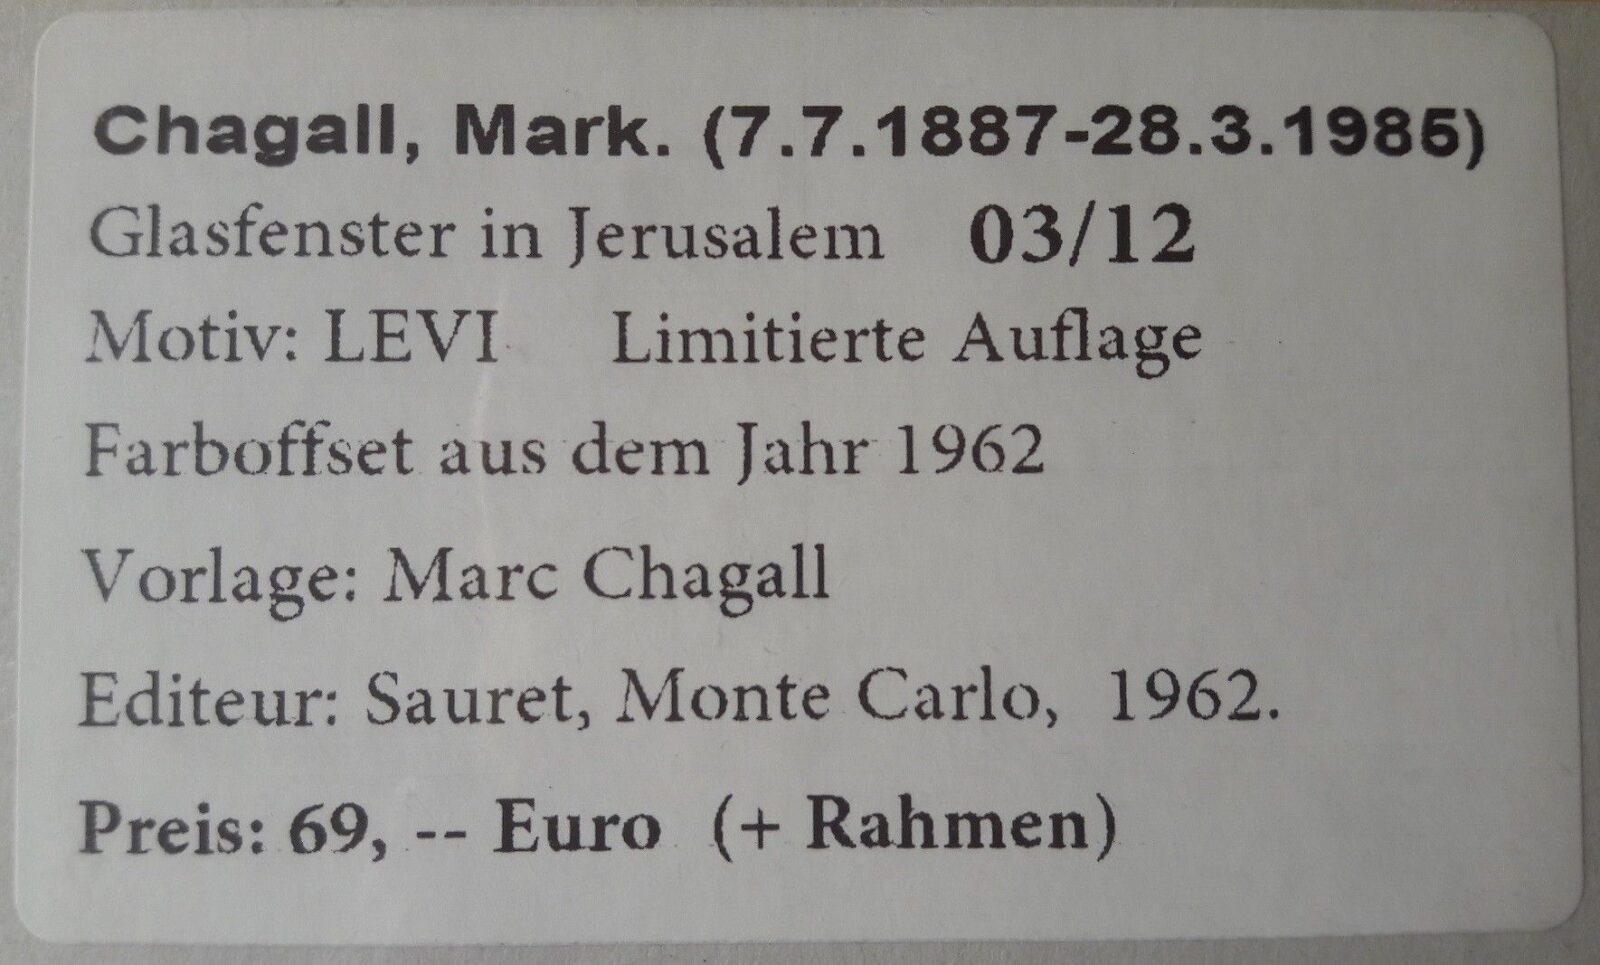 Chagall, Mark. (7.7.1887-28.3.1985)
Glasfenster in Jerusalem 03/12
Motiv: LEVI Limitierte Auflage
Farboffset aus dem Jahr 1962
Vorlage: Marc Chagall
Editeur: Sauret, Monte Carlo, 1962.
Preis: 69, -- Euro (+ Rahmen)